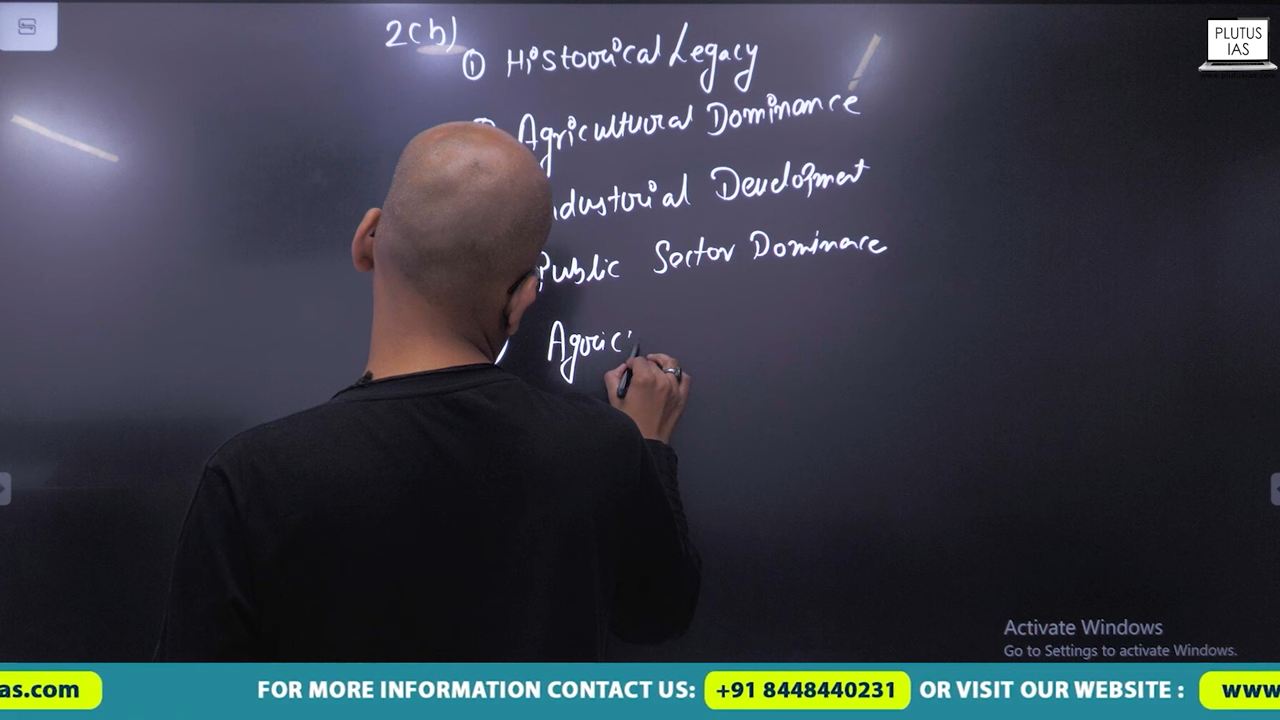 2(b)
① Historical Legacy
Agricultural Dominance
Industrial Development
Public Sector Dominance
Agric
PLUTUS
IAS
Activate Windows
Go to Settings to activate Windows.
as.com FOR MORE INFORMATION CONTACT US: +91 8448440231 OR VISIT OUR WEBSITE : www